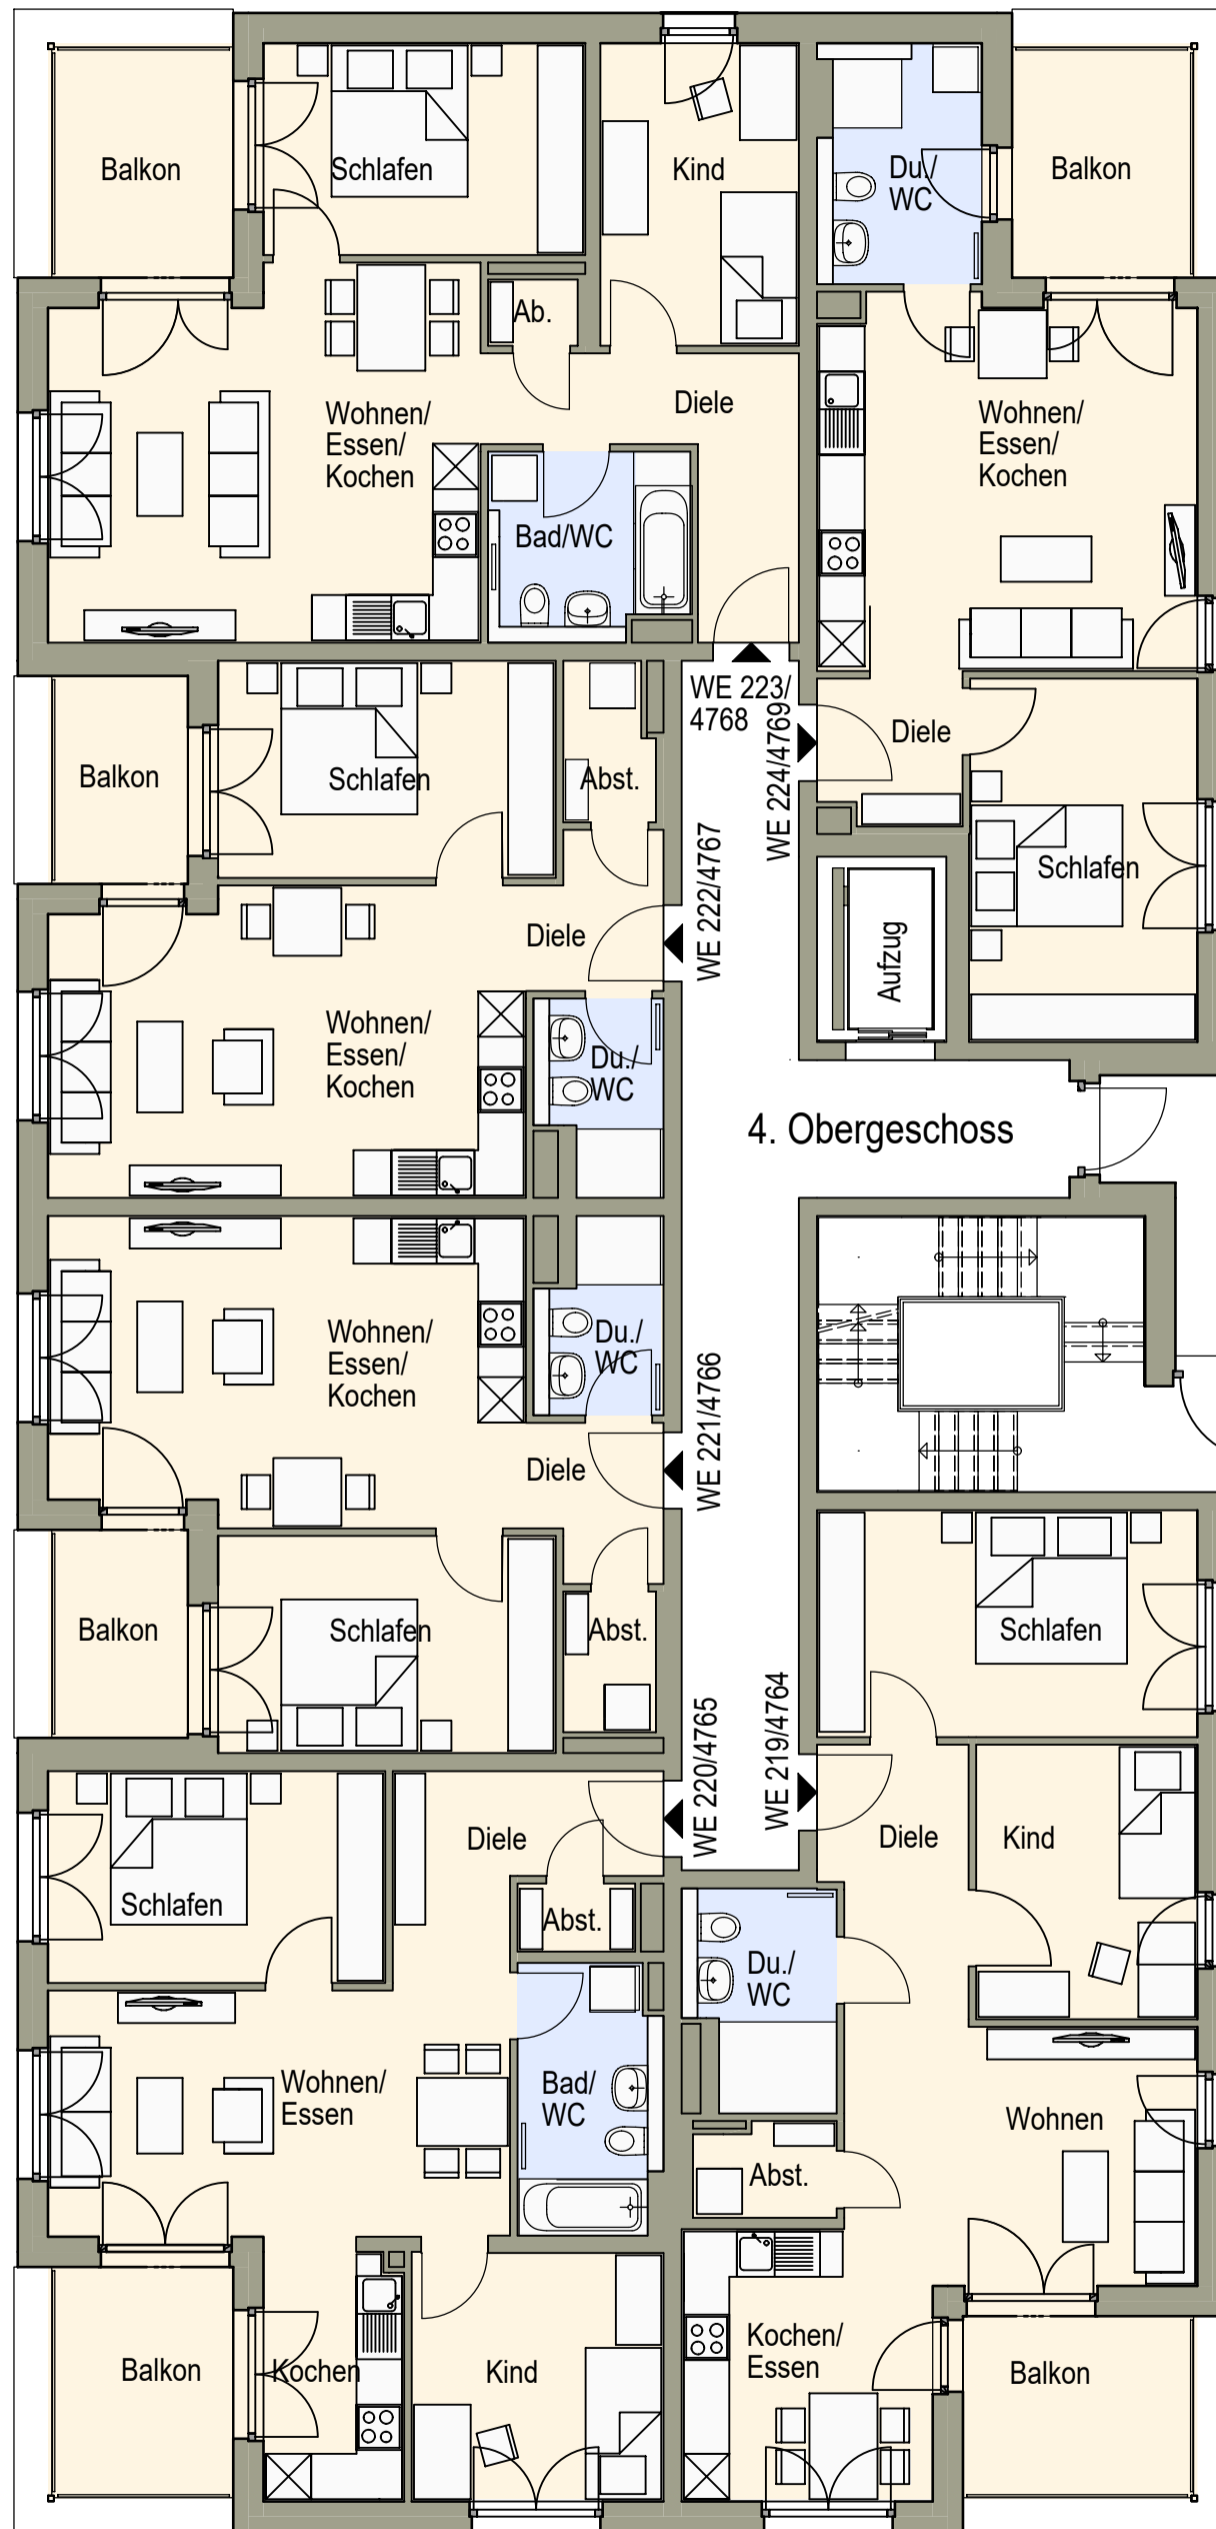 Balkon
Schlafen
Kind
Du./
WC
Balkon
Ab.
Diele
Wohnen/
Essen/
Kochen
Wohnen/
Essen/
Kochen
Bad/WC
WE 223/
4768
WE 224/4769
Diele
Balkon
Schlafen
Abst.
WE 222/4767
Schlafen
Diele
Aufzug
Wohnen/
Essen/
Kochen
Du./
WC
4. Obergeschoss
Wohnen/
Essen/
Kochen
Du./
WC
WE 221/4766
Diele
Balkon
Schlafen
Abst.
Schlafen
WE 220/4765
WE 219/4764
Diele
Diele
Kind
Schlafen
Abst.
Du./
WC
Wohnen/
Essen
Bad/
WC
Wohnen
Abst.
Balkon
Kochen
Kind
Kochen/
Essen
Balkon